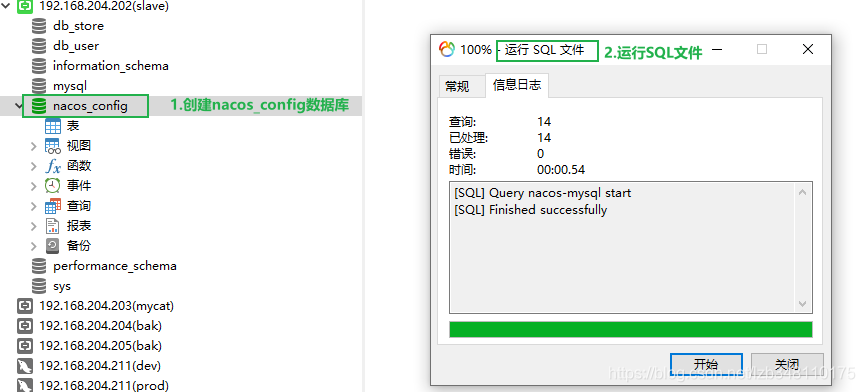 192.168.204.202(slave)
db_store
db_user
information_schema
mysql
nacos_config
1.创建nacos_config数据库
表
视图
函数
事件
查询
报表
备份
performance_schema
sys
192.168.204.203(mycat)
192.168.204.204(bak)
192.168.204.205(bak)
192.168.204.211(dev)
192.168.204.211(prod)
100% - 运行 SQL 文件
2.运行SQL文件
常规
信息日志
查询: 14
已处理: 14
错误: 0
时间: 00:00.54
[SQL] Query nacos-mysql start
[SQL] Finished successfully
开始
关闭